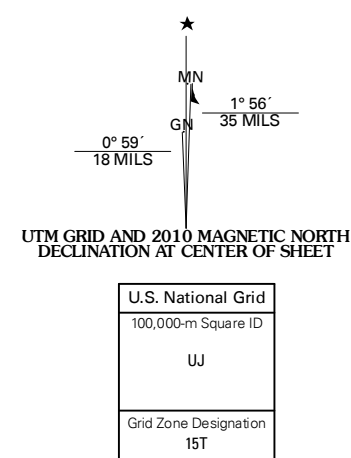 MN
1° 56´
35 MILS
GN
0° 59´
18 MILS
UTM GRID AND 2010 MAGNETIC NORTH
DECLINATION AT CENTER OF SHEET
U.S. National Grid
100,000-m Square ID
UJ
Grid Zone Designation
15T